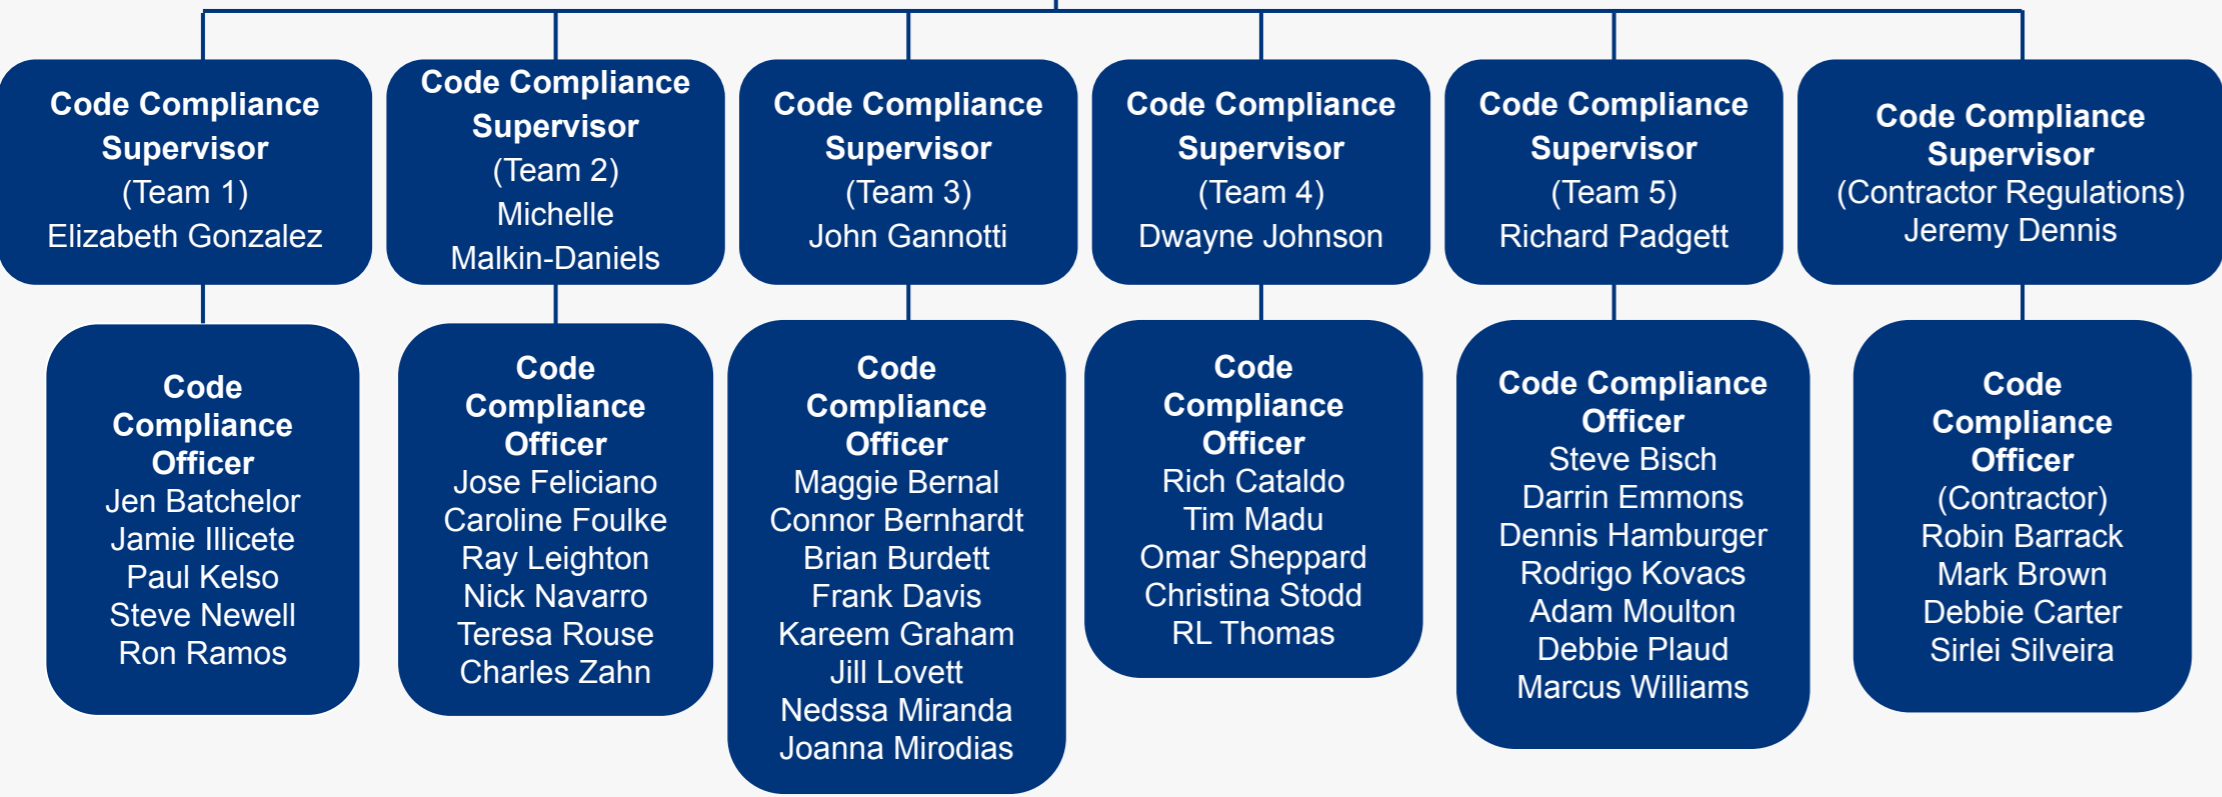 Code Compliance
Supervisor
(Team 1)
Elizabeth Gonzalez
Code Compliance
Supervisor
(Team 2)
Michelle
Malkin-Daniels
Code Compliance
Supervisor
(Team 3)
John Gannotti
Code Compliance
Supervisor
(Team 4)
Dwayne Johnson
Code Compliance
Supervisor
(Team 5)
Richard Padgett
Code Compliance
Supervisor
(Contractor Regulations)
Jeremy Dennis
Code
Compliance
Officer
Jen Batchelor
Jamie Illicete
Paul Kelso
Steve Newell
Ron Ramos
Code
Compliance
Officer
Jose Feliciano
Caroline Foulke
Ray Leighton
Nick Navarro
Teresa Rouse
Charles Zahn
Code
Compliance
Officer
Maggie Bernal
Connor Bernhardt
Brian Burdett
Frank Davis
Kareem Graham
Jill Lovett
Nedssa Miranda
Joanna Mirodias
Code
Compliance
Officer
Rich Cataldo
Tim Madu
Omar Sheppard
Christina Stodd
RL Thomas
Code Compliance
Officer
Steve Bisch
Darrin Emmons
Dennis Hamburger
Rodrigo Kovacs
Adam Moulton
Debbie Plaud
Marcus Williams
Code
Compliance
Officer
(Contractor)
Robin Barrack
Mark Brown
Debbie Carter
Sirlei Silveira